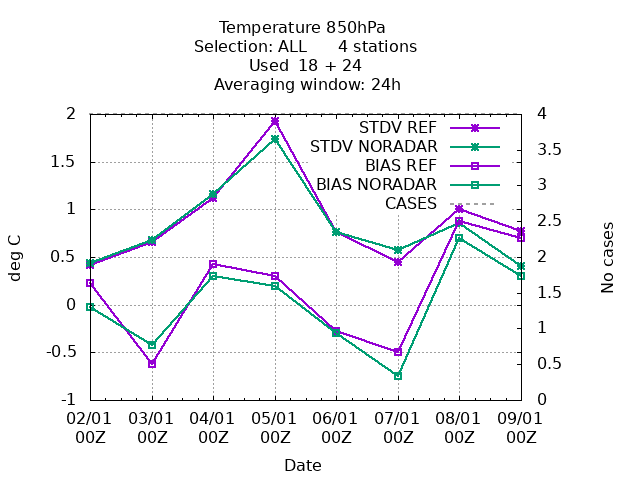 Temperature 850hPa
Selection: ALL      4 stations
Used  18 + 24
Averaging window: 24h
2
1.5
1
0.5
0
-0.5
-1
4
3.5
3
2.5
2
1.5
1
0.5
0
STDV REF
STDV NORADAR
BIAS REF
BIAS NORADAR
CASES
deg C
No cases
02/01 03/01 04/01 05/01 06/01 07/01 08/01 09/01
00Z 00Z 00Z 00Z 00Z 00Z 00Z 00Z
Date